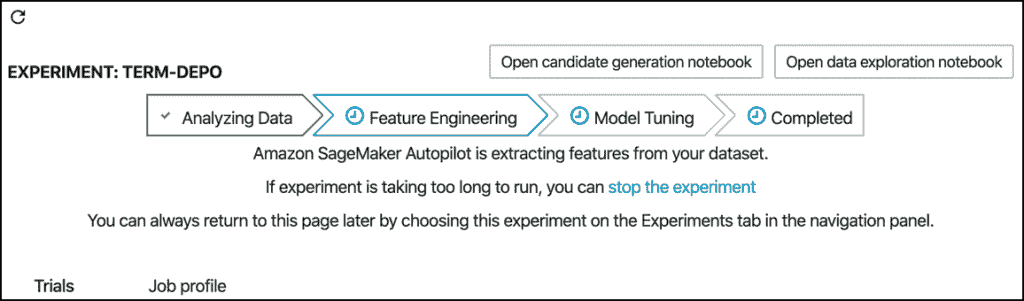 Open candidate generation notebook Open data exploration notebook
EXPERIMENT: TERM-DEPO
Analyzing Data Feature Engineering Model Tuning Completed
Amazon SageMaker Autopilot is extracting features from your dataset.
If experiment is taking too long to run, you can stop the experiment
You can always return to this page later by choosing this experiment on the Experiments tab in the navigation panel.
Trials Job profile